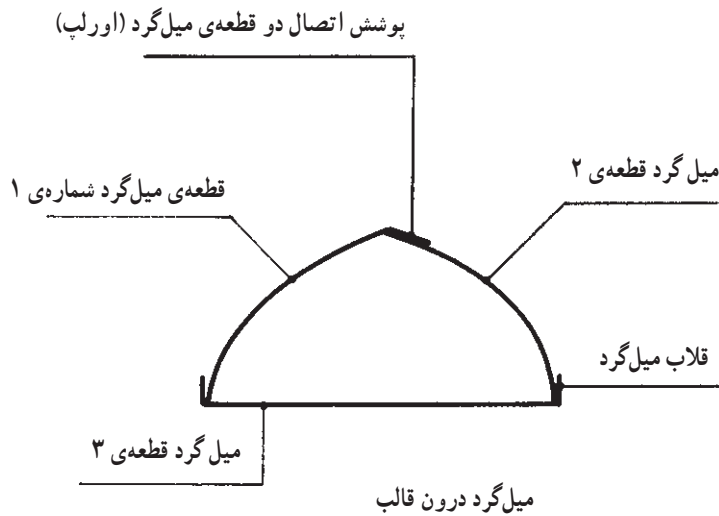 پوشش اتصال دو قطعه‌ی میل‌گرد (اورلپ)
میل گرد قطعه‌ی ۲
قطعه‌ی میل‌گرد شماره‌ی ۱
قلاب میل‌گرد
میل گرد قطعه‌ی ۳
میل‌گرد درون قالب